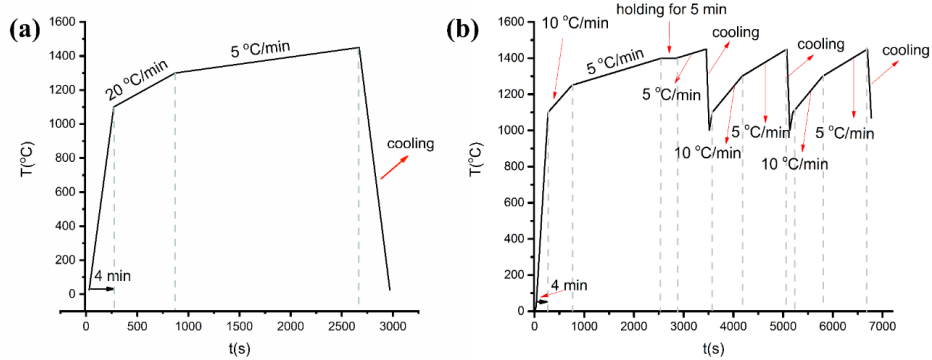 (a)
1600
1400
1200
1000
800
600
400
200
0
T(°C)
20 °C/min
5 °C/min
cooling
4 min
0
500
1000
1500
2000
2500
3000
t(s)
(b)
1600
1400
1200
1000
800
600
400
200
0
T(°C)
10 °C/min
holding for 5 min
5 °C/min
cooling
cooling
cooling
5 °C/min
5 °C/min
5 °C/min
10 °C/min
10 °C/min
4 min
0
1000
2000
3000
4000
5000
6000
7000
t(s)